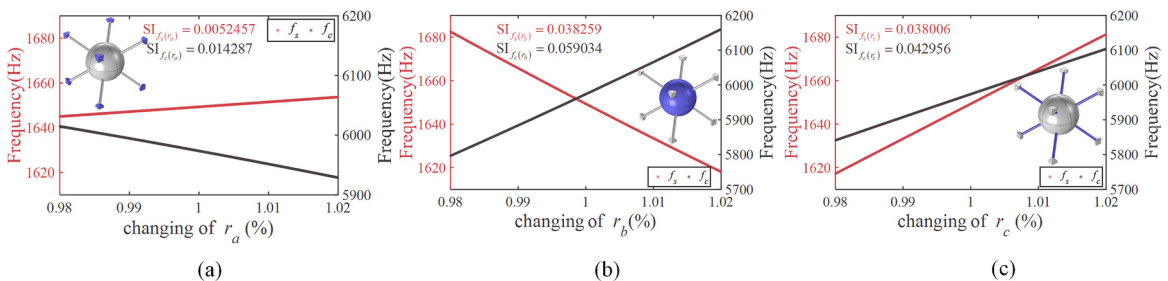 SI_{f_s(r_a)} = 0.0052457
SI_{f_c(r_a)} = 0.014287
f_s f_c
Frequency(Hz)
1680
1650
1640
1620
6200
6100
6000
5900
Frequency(Hz)
0.98 0.99 1 1.01 1.02
changing of r_a (%)
(a)
SI_{f_s(r_b)} = 0.038259
SI_{f_c(r_b)} = 0.059034
f_s f_c
Frequency(Hz)
1680
1660
1640
1620
6200
6100
6000
5900
5800
5700
Frequency(Hz)
0.98 0.99 1 1.01 1.02
changing of r_b (%)
(b)
SI_{f_s(r_c)} = 0.038006
SI_{f_c(r_c)} = 0.042956
f_s f_c
Frequency(Hz)
1680
1660
1640
1620
6200
6100
6000
5900
5800
5700
Frequency(Hz)
0.98 0.99 1 1.01 1.02
changing of r_c (%)
(c)